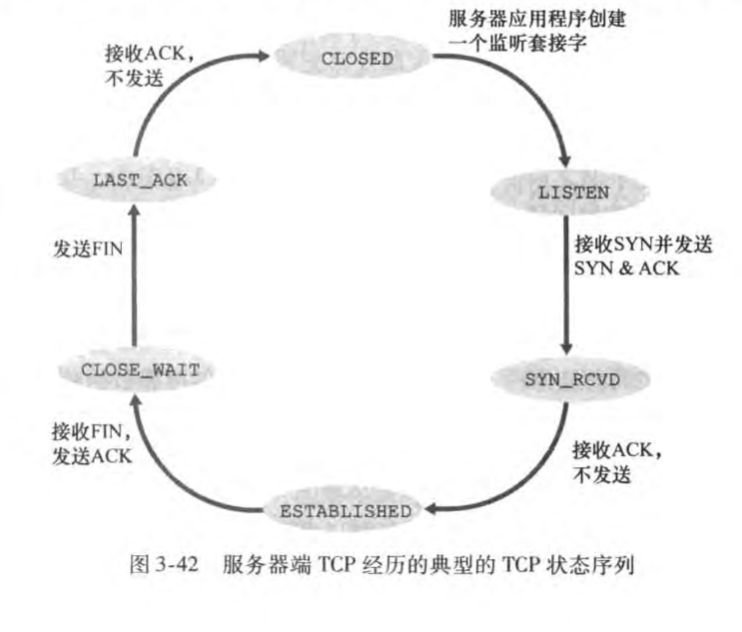 服务器应用程序创建
一个监听套接字
接收ACK，
不发送
CLOSED
LAST_ACK
LISTEN
发送FIN
接收SYN并发送
SYN & ACK
CLOSE_WAIT
SYN_RCVD
接收FIN，
发送ACK
接收ACK，
不发送
ESTABLISHED
图 3-42 服务器端 TCP 经历的典型的 TCP 状态序列